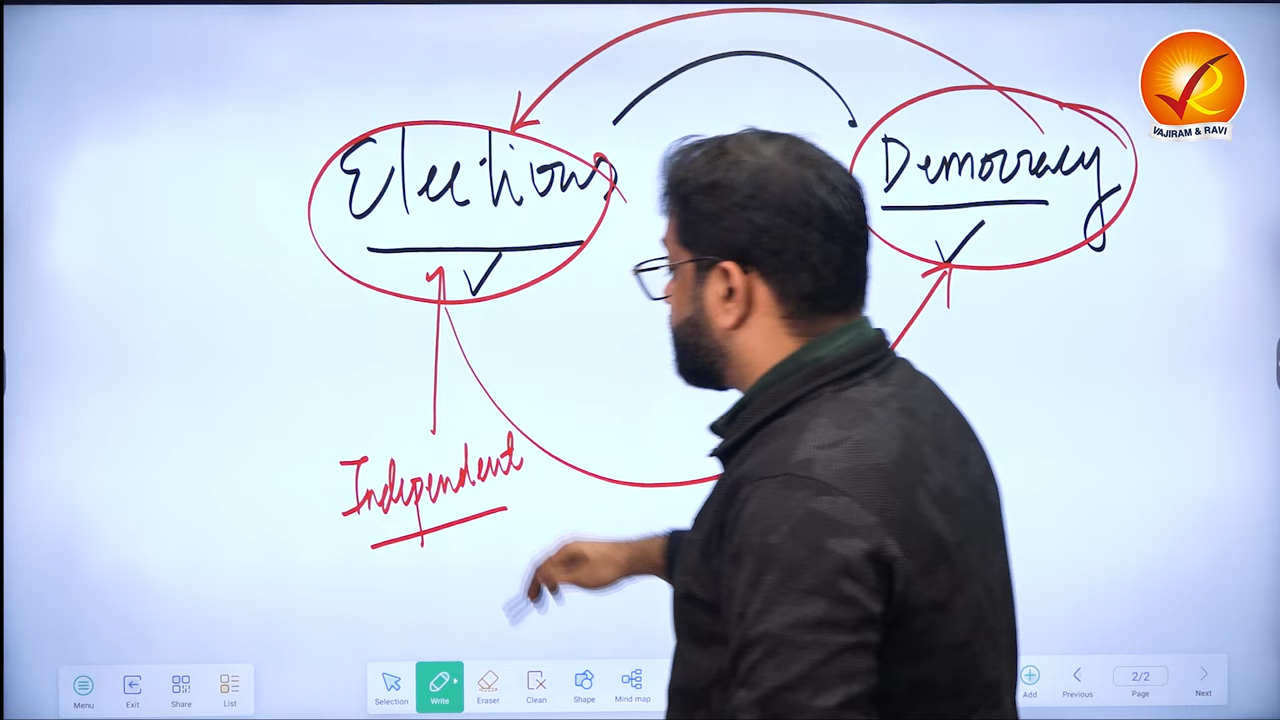 VAJIRAM & RAVI
Elections
Democracy
Independent
Menu
Exit
Share
List
Selection
Write
Eraser
Clean
Shape
Mind map
Add
Previous
2/2
Page
Next